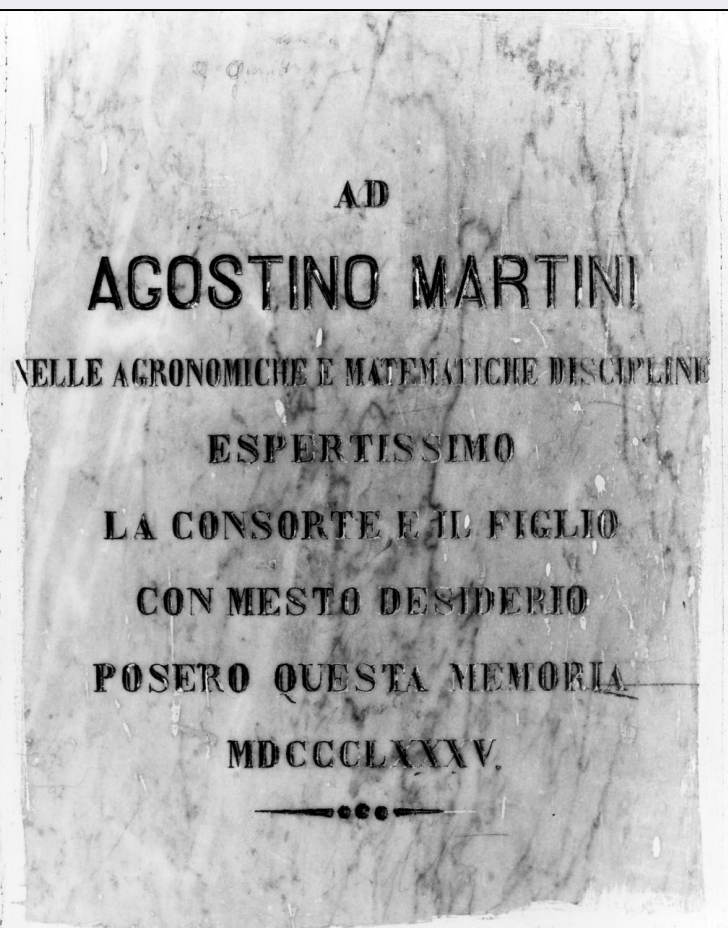 AD
AGOSTINO MARTINI
NELLE AGRONOMICHE E MATEMATICHE DISCIPLINE
ESPERTISSIMO
LA CONSORTE E IL FIGLIO
CON MESTO DESIDERIO
POSERO QUESTA MEMORIA
MDCCCLXXXV.